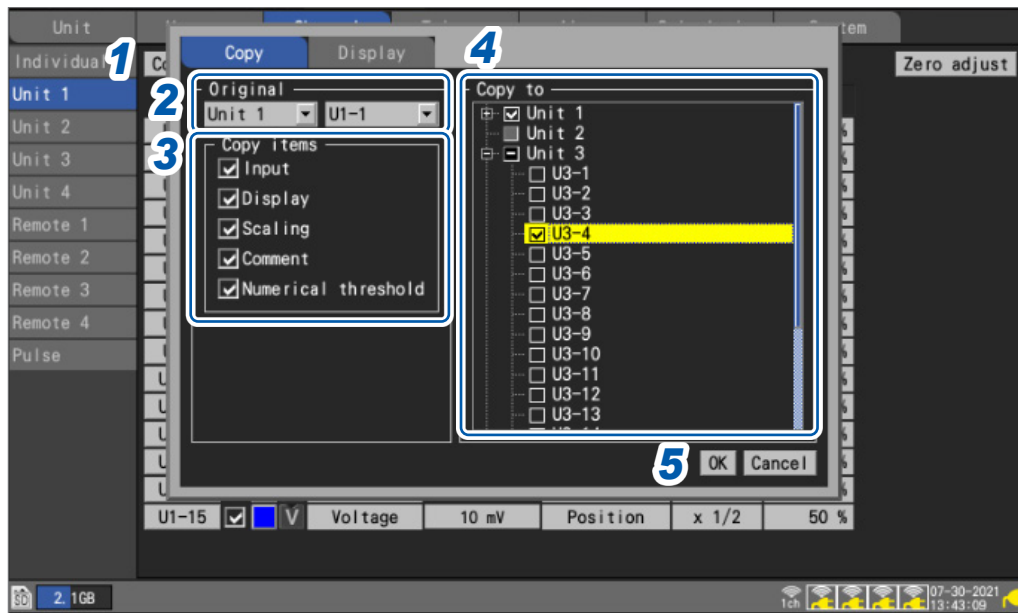 Unit
Individual
1
Unit 1
Unit 2
Unit 3
Unit 4
Remote 1
Remote 2
Remote 3
Remote 4
Pulse
Zero adjust
Copy
Display
2
Original
Unit 1
U1-1
3
Copy items
Input
Display
Scaling
Comment
Numerical threshold
4
Copy to
Unit 1
Unit 2
Unit 3
U3-1
U3-2
U3-3
U3-4
U3-5
U3-6
U3-7
U3-8
U3-9
U3-10
U3-11
U3-12
U3-13
5
OK
Cancel
U1-15 V Voltage 10 mV Position x 1/2 50 %
SD 2.1GB
1ch
07-30-2021
13:43:09